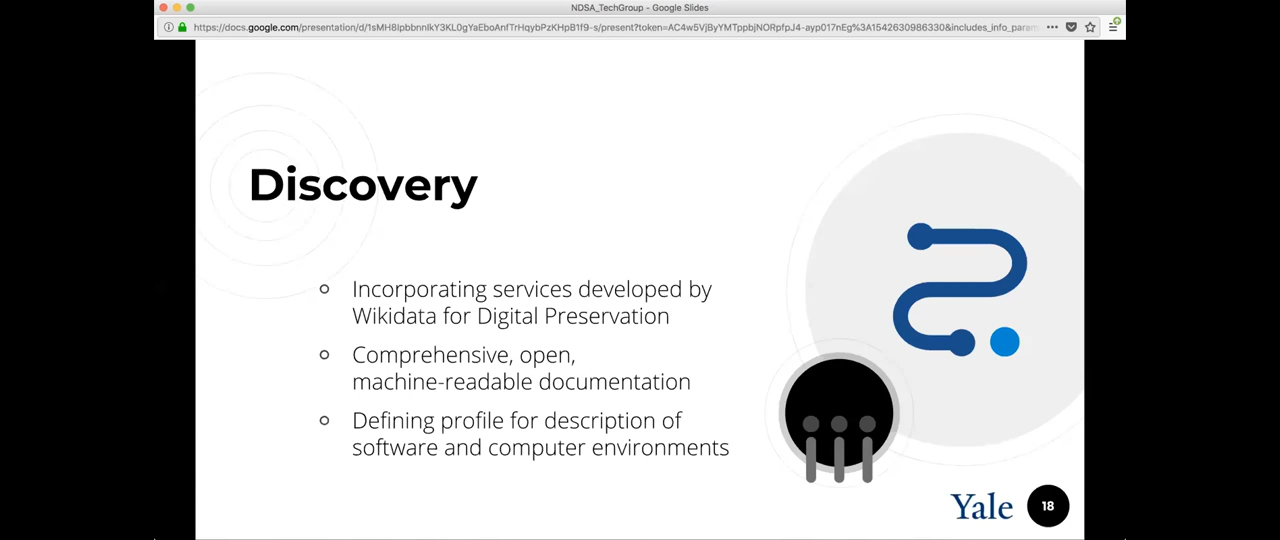 NDSA_TechGroup - Google Slides
Discovery
Incorporating services developed by
Wikidata for Digital Preservation
Comprehensive, open,
machine-readable documentation
Defining profile for description of
software and computer environments
Yale
18